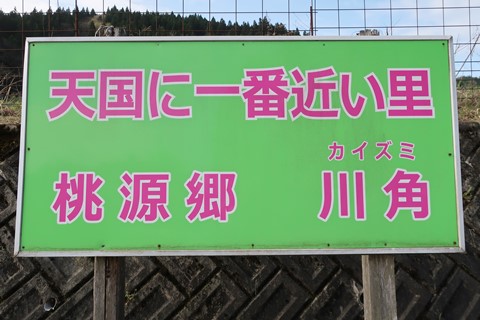 天国に一番近い里
カイズミ
桃源郷 川角